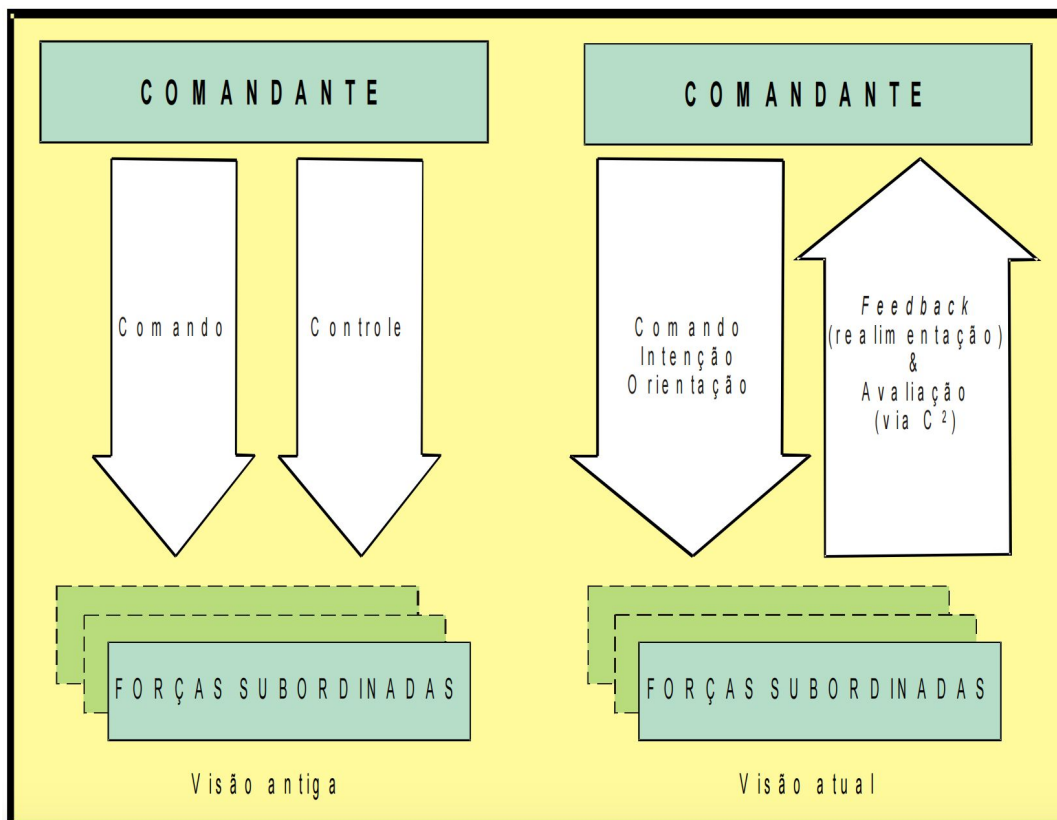 COMANDANTE
Comando
Controle
FORÇAS SUBORDINADAS
Visão antiga
COMANDANTE
Comando
Intenção
Orientação
Feedback
(realimentação)
&
Avaliação
(via C²)
FORÇAS SUBORDINADAS
Visão atual